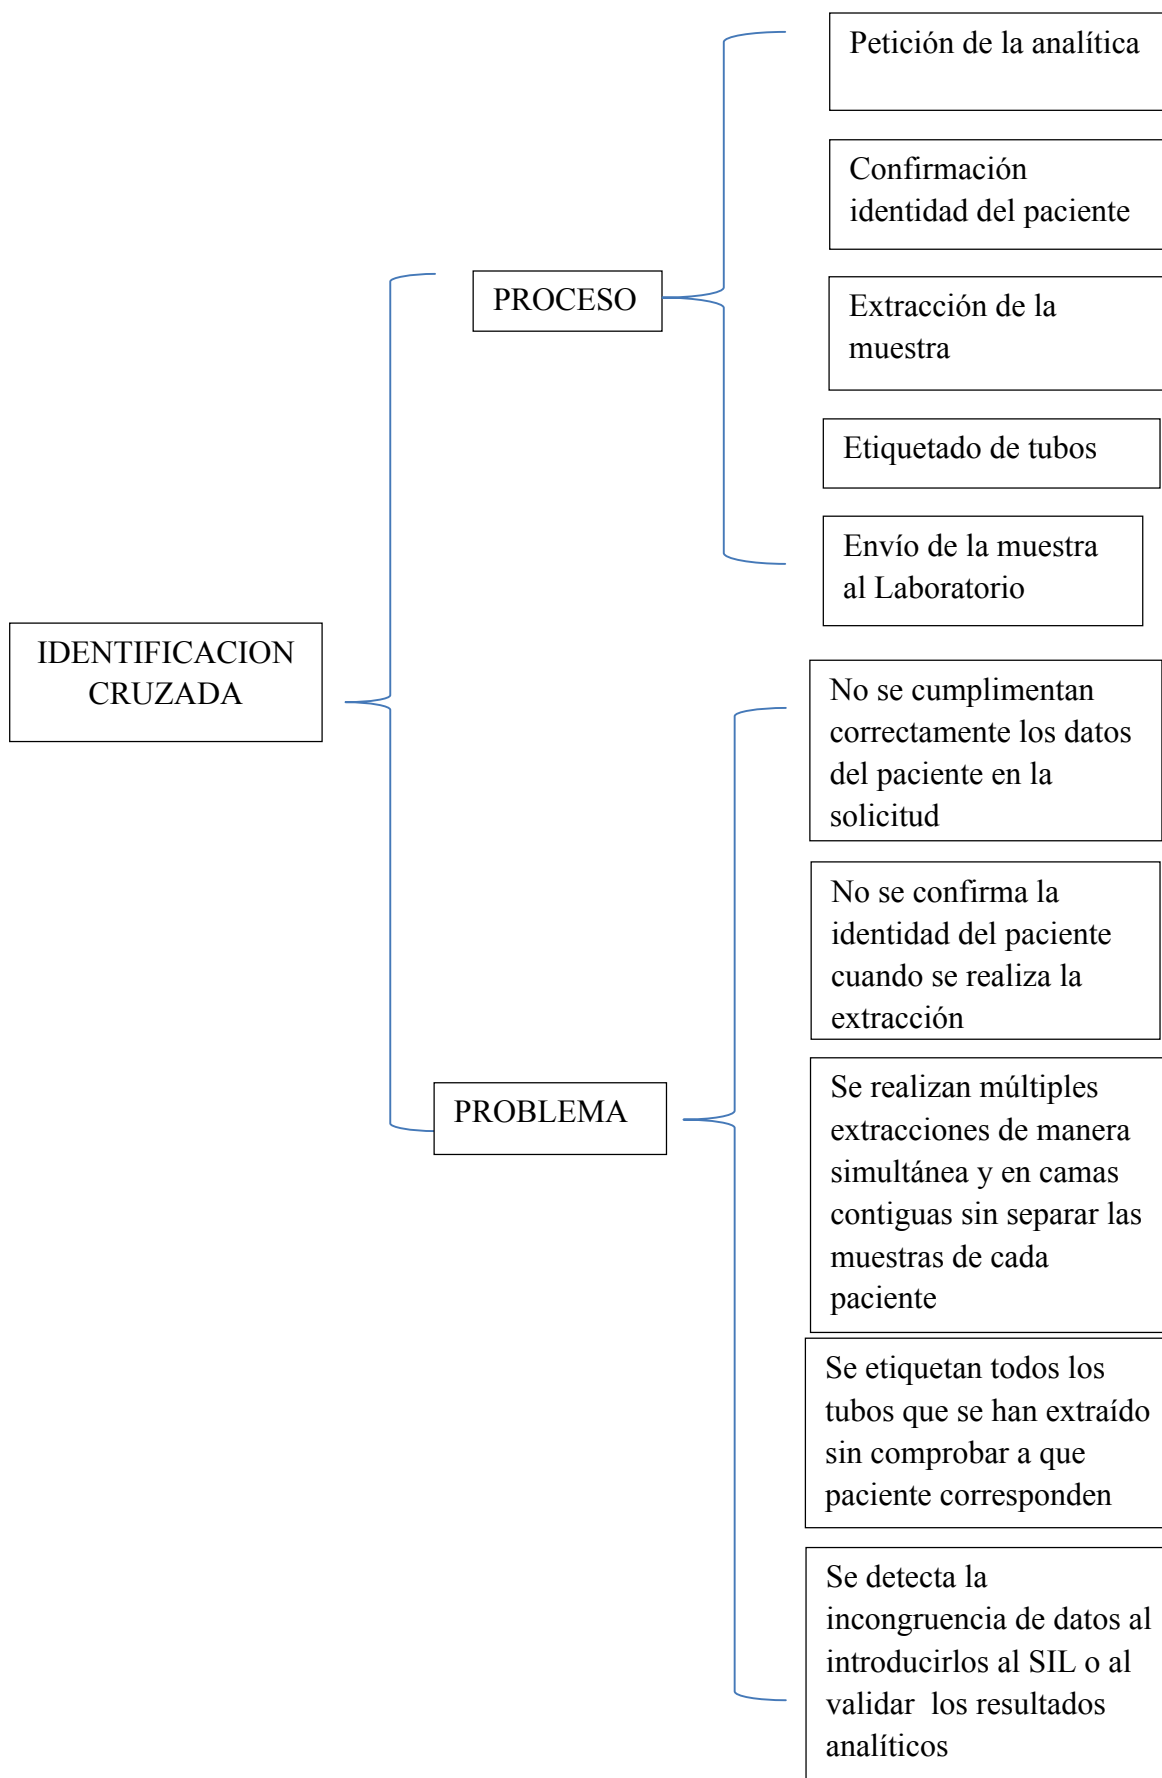 Petición de la analítica
Confirmación
identidad del paciente
PROCESO
Extracción de la
muestra
Etiquetado de tubos
Envío de la muestra
al Laboratorio
IDENTIFICACION
CRUZADA
No se cumplimentan
correctamente los datos
del paciente en la
solicitud
No se confirma la
identidad del paciente
cuando se realiza la
extracción
PROBLEMA
Se realizan múltiples
extracciones de manera
simultánea y en camas
contiguas sin separar las
muestras de cada
paciente
Se etiquetan todos los
tubos que se han extraído
sin comprobar a que
paciente corresponden
Se detecta la
incongruencia de datos al
introducirlos al SIL o al
validar  los resultados
analíticos